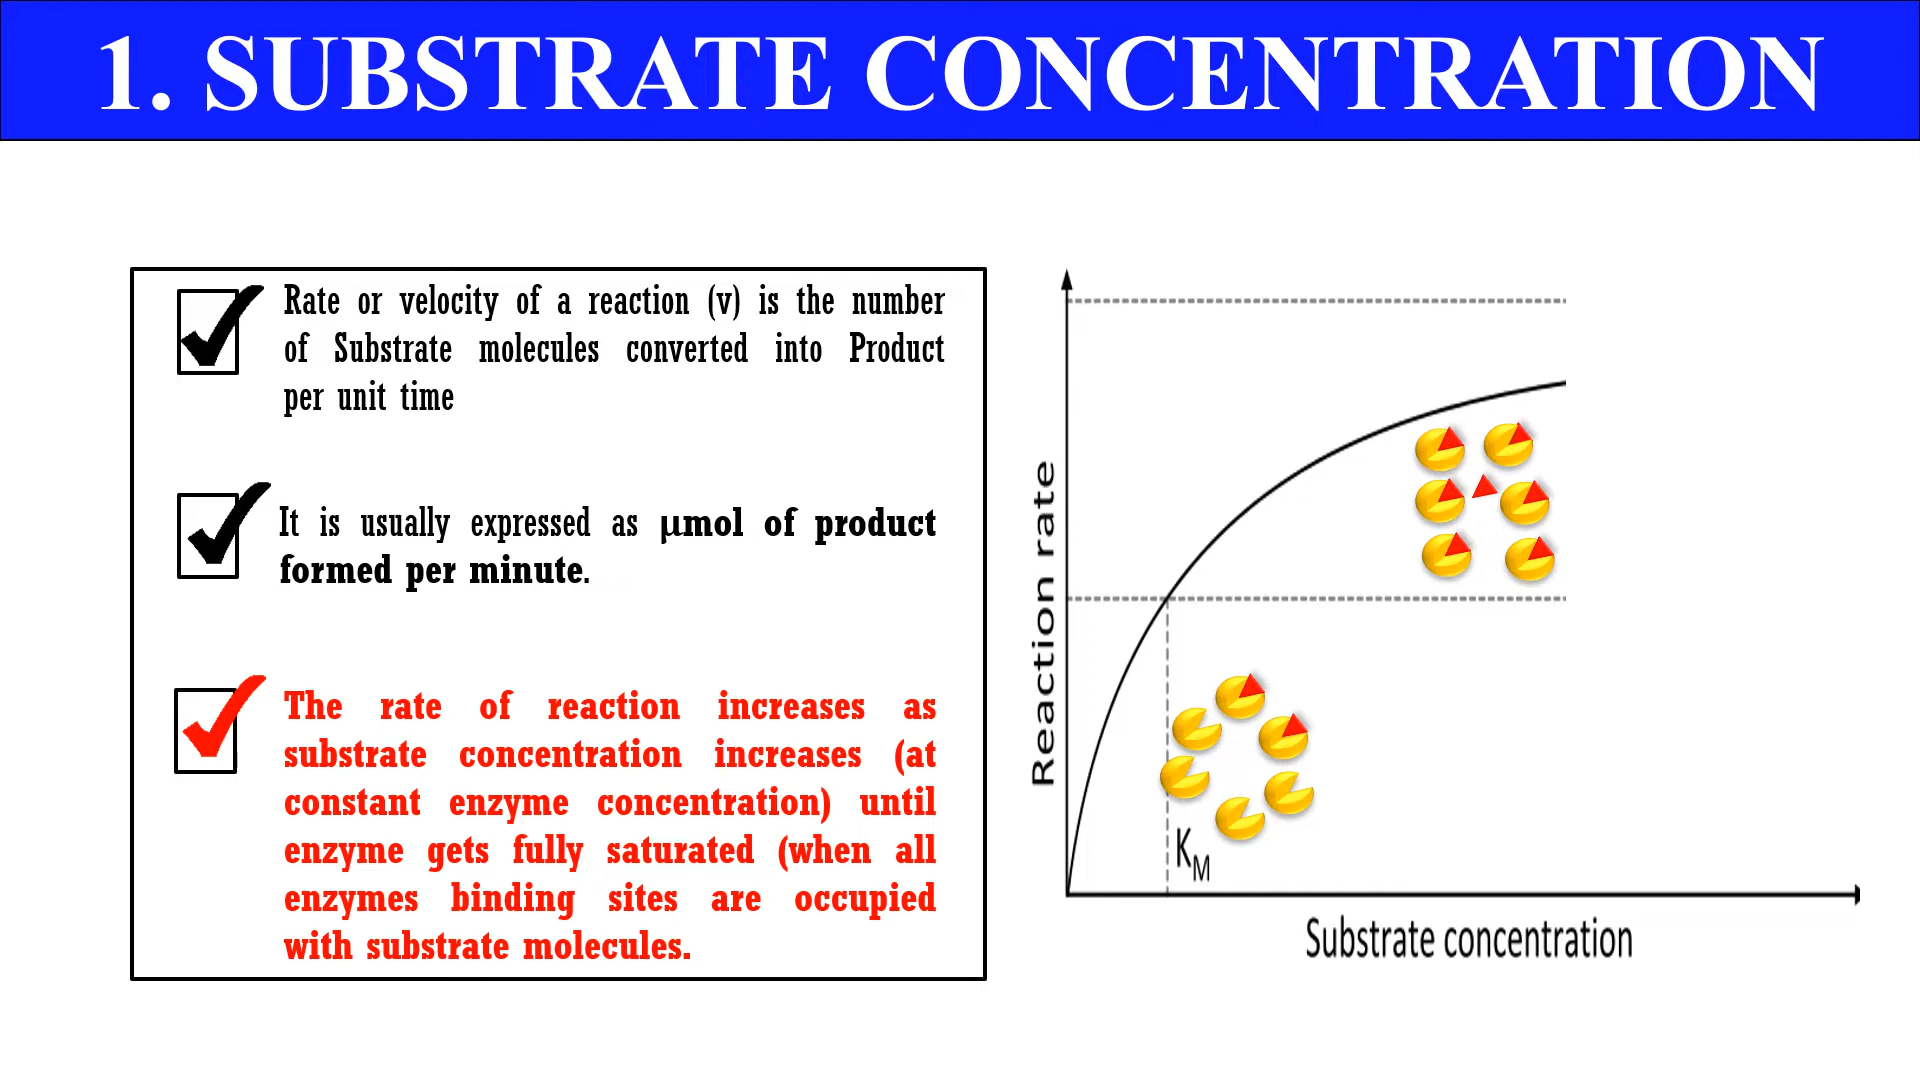 1. SUBSTRATE CONCENTRATION
Rate or velocity of a reaction (v) is the number
of Substrate molecules converted into Product
per unit time
It is usually expressed as µmol of product
formed per minute.
The rate of reaction increases as
substrate concentration increases (at
constant enzyme concentration) until
enzyme gets fully saturated (when all
enzymes binding sites are occupied
with substrate molecules.
Reaction rate
KM
Substrate concentration